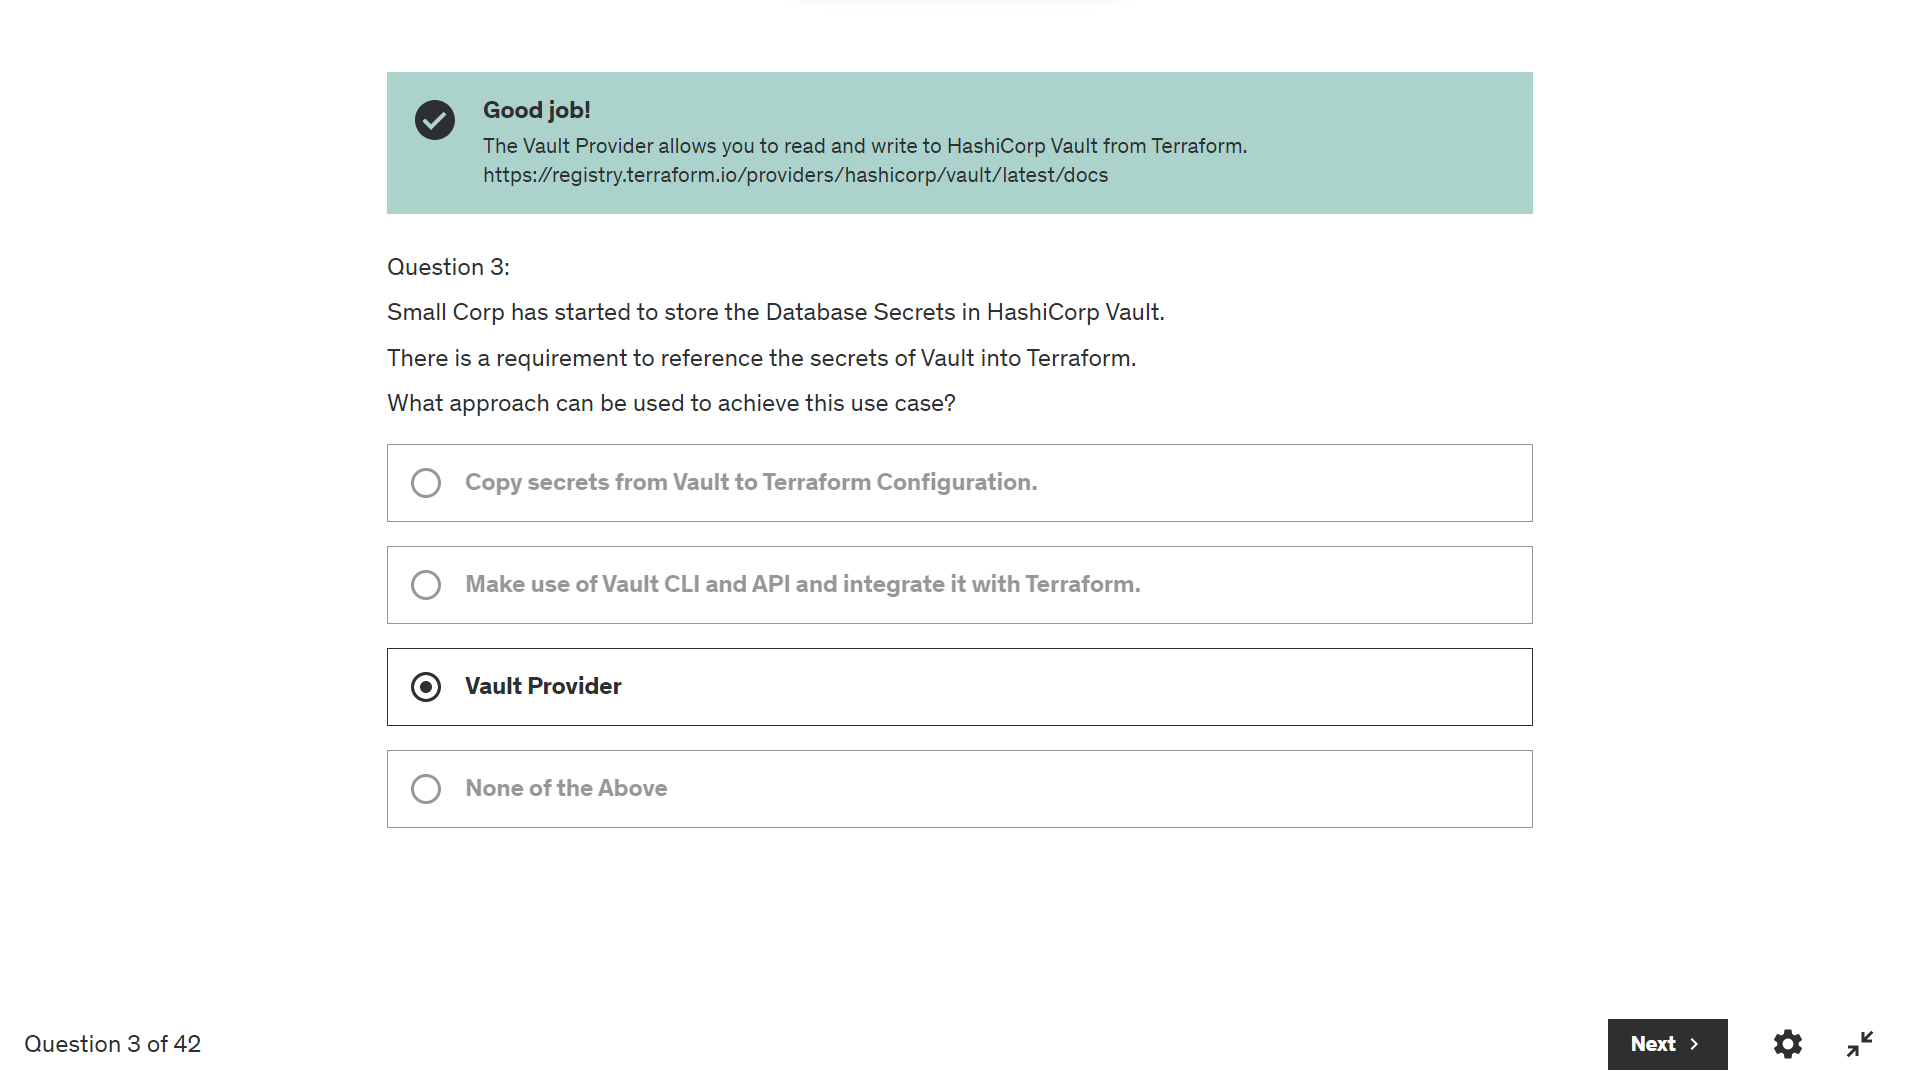 Good job!
The Vault Provider allows you to read and write to HashiCorp Vault from Terraform.
https://registry.terraform.io/providers/hashicorp/vault/latest/docs
Question 3:
Small Corp has started to store the Database Secrets in HashiCorp Vault.
There is a requirement to reference the secrets of Vault into Terraform.
What approach can be used to achieve this use case?
Copy secrets from Vault to Terraform Configuration.
Make use of Vault CLI and API and integrate it with Terraform.
Vault Provider
None of the Above
Question 3 of 42
Next